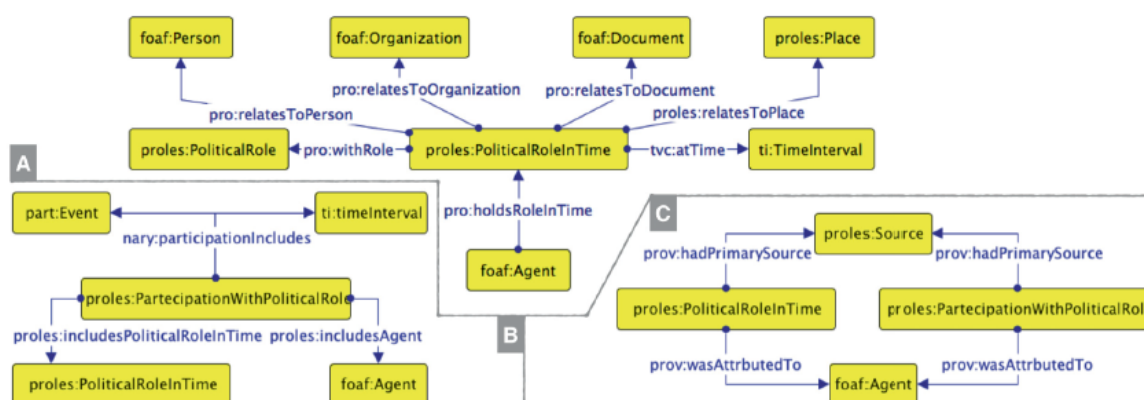 foaf:Person
foaf:Organization
foaf:Document
proles:Place
pro:relatesToOrganization
pro:relatesToDocument
pro:relatesToPerson
proles:relatesToPlace
proles:PoliticalRole
pro:withRole
proles:PoliticalRoleInTime
tvc:atTime
ti:TimeInterval
A
part:Event
ti:timeInterval
nary:participationIncludes
pro:holdsRoleInTime
foaf:Agent
C
proles:Source
prov:hadPrimarySource
prov:hadPrimarySource
proles:PartecipationWithPoliticalRole
proles:PoliticalRoleInTime
proles:PartecipationWithPoliticalRol
proles:includesPoliticalRoleInTime
proles:includesAgent
B
prov:wasAttrbutedTo
prov:wasAttrbutedTo
proles:PoliticalRoleInTime
foaf:Agent
foaf:Agent